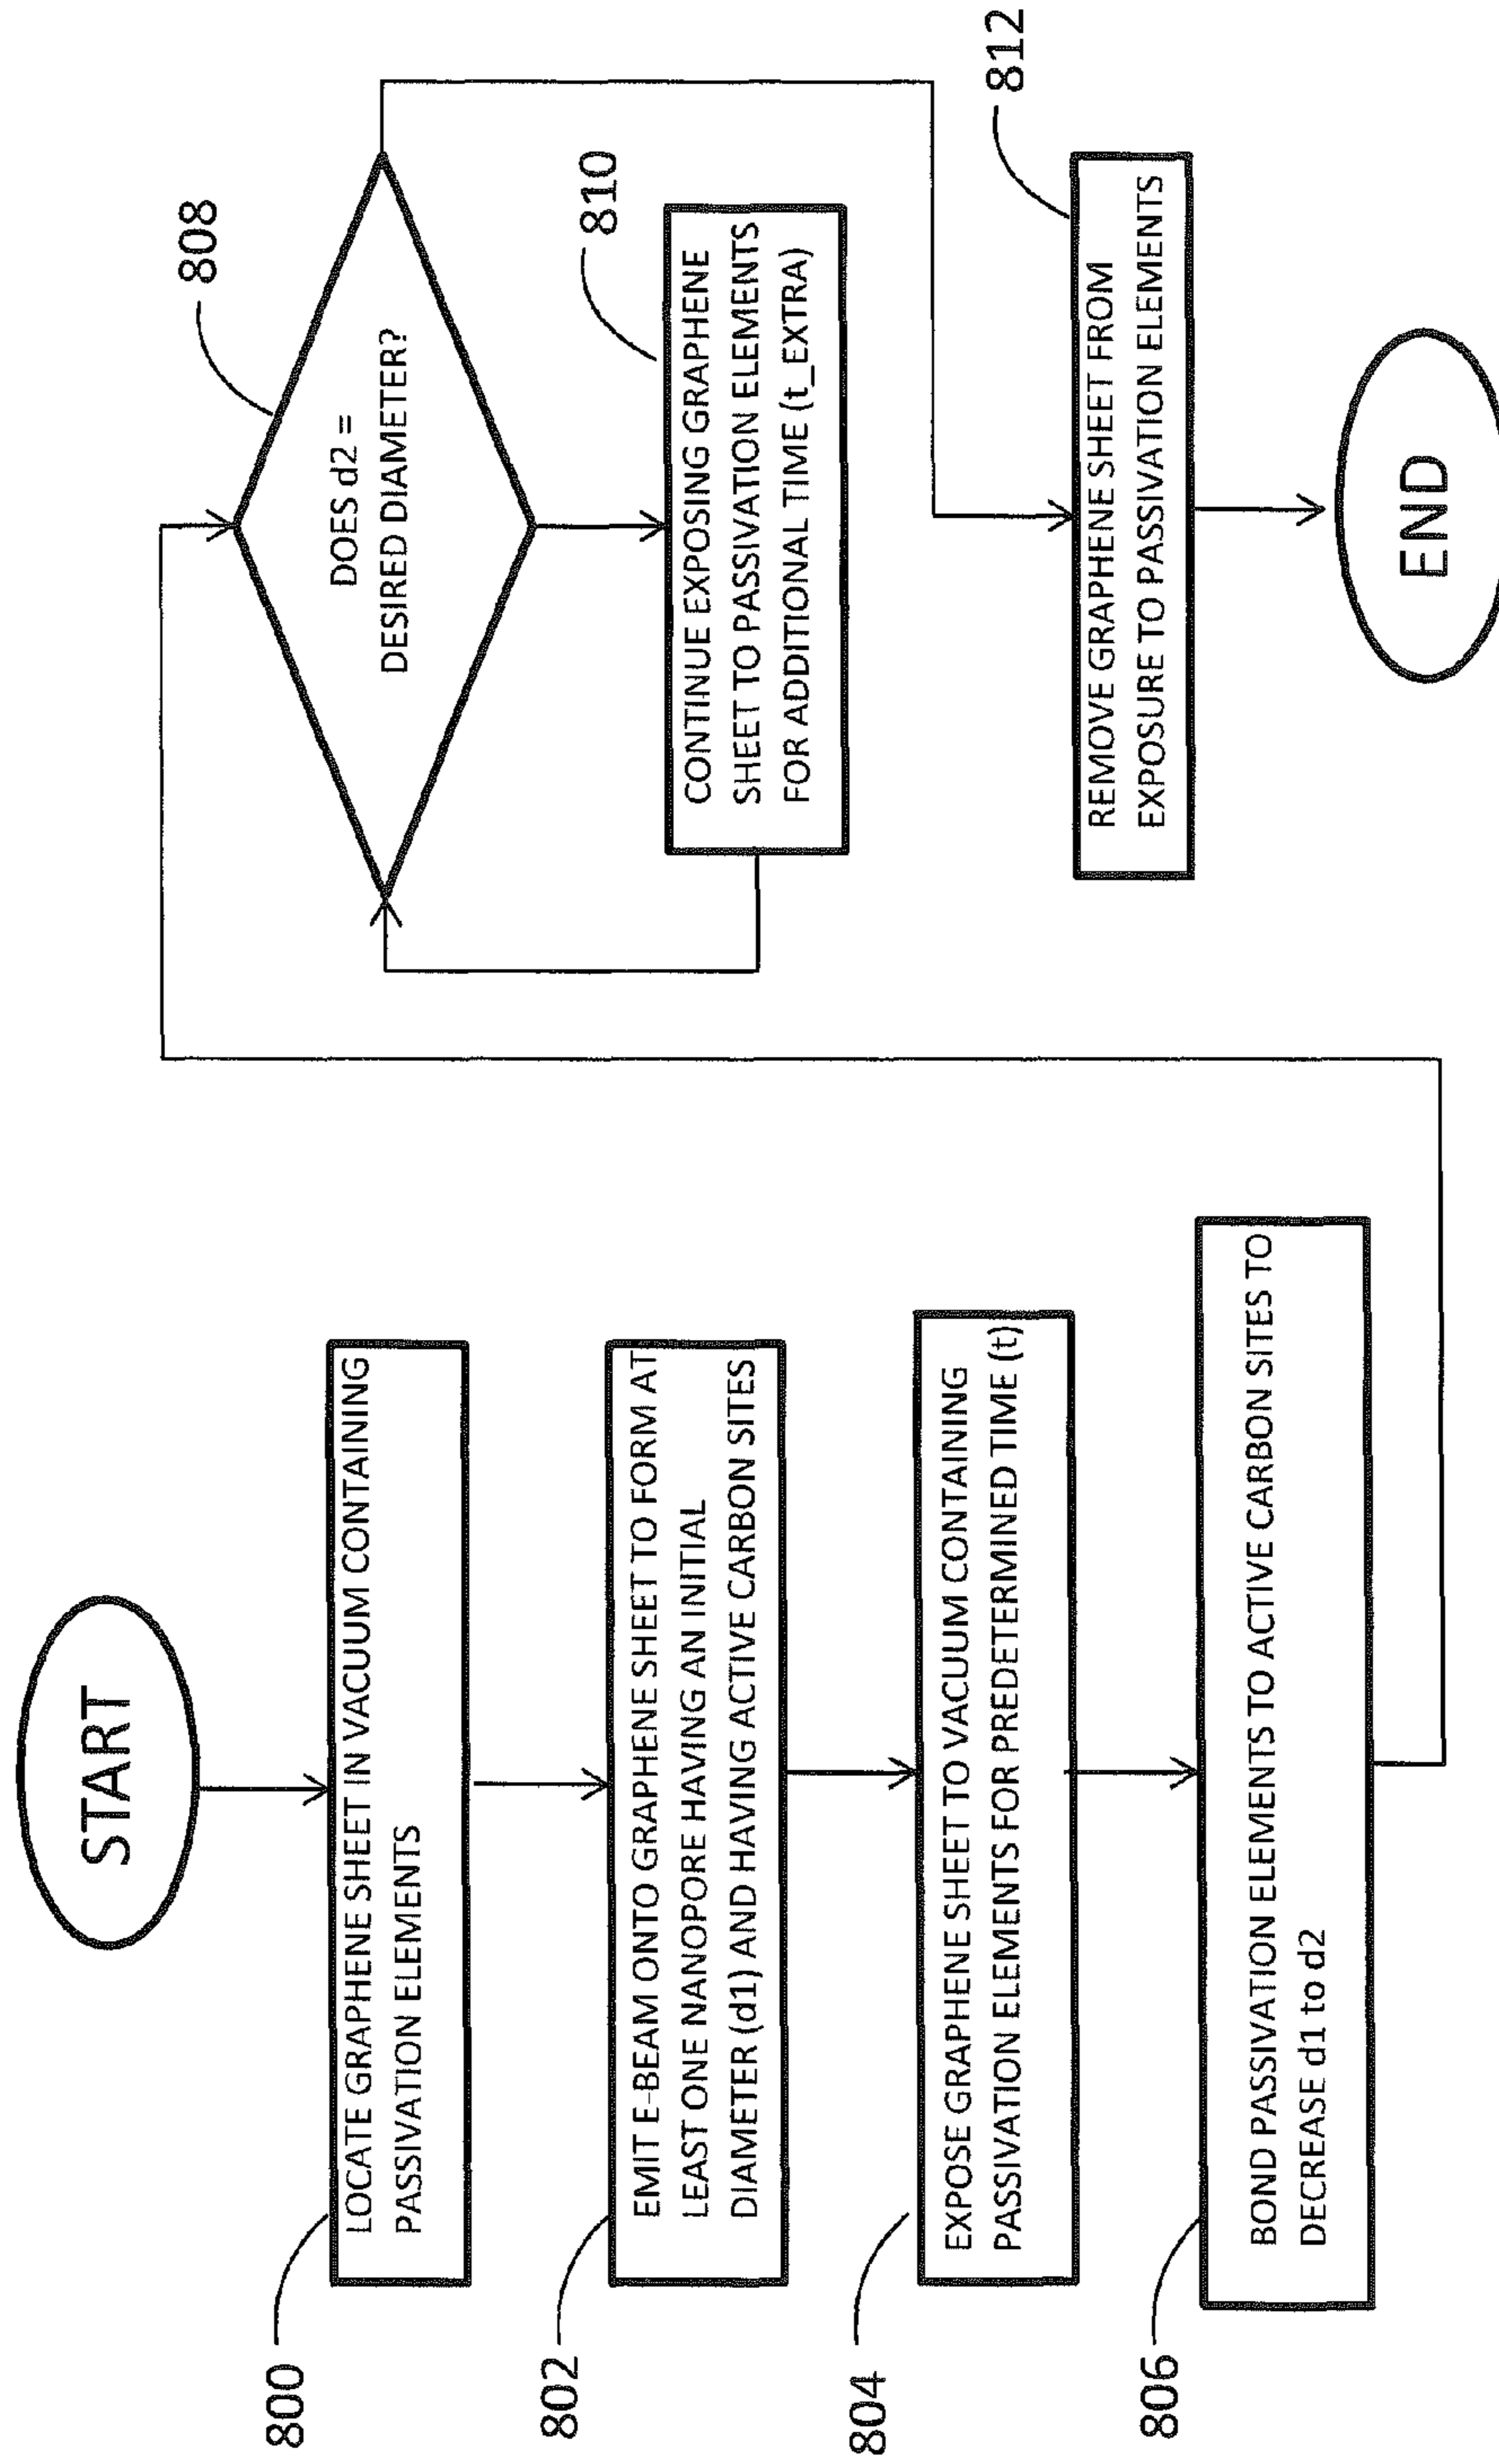 START
800
LOCATE GRAPHENE SHEET IN VACUUM CONTAINING
PASSIVATION ELEMENTS
802
EMIT E-BEAM ONTO GRAPHENE SHEET TO FORM AT
LEAST ONE NANOPORE HAVING AN INITIAL
DIAMETER (d1) AND HAVING ACTIVE CARBON SITES
804
EXPOSE GRAPHENE SHEET TO VACUUM CONTAINING
PASSIVATION ELEMENTS FOR PREDETERMINED TIME (t)
806
BOND PASSIVATION ELEMENTS TO ACTIVE CARBON SITES TO
DECREASE d1 to d2
808
DOES d2 =
DESIRED DIAMETER?
810
CONTINUE EXPOSING GRAPHENE
SHEET TO PASSIVATION ELEMENTS
FOR ADDITIONAL TIME (t_EXTRA)
812
REMOVE GRAPHENE SHEET FROM
EXPOSURE TO PASSIVATION ELEMENTS
END